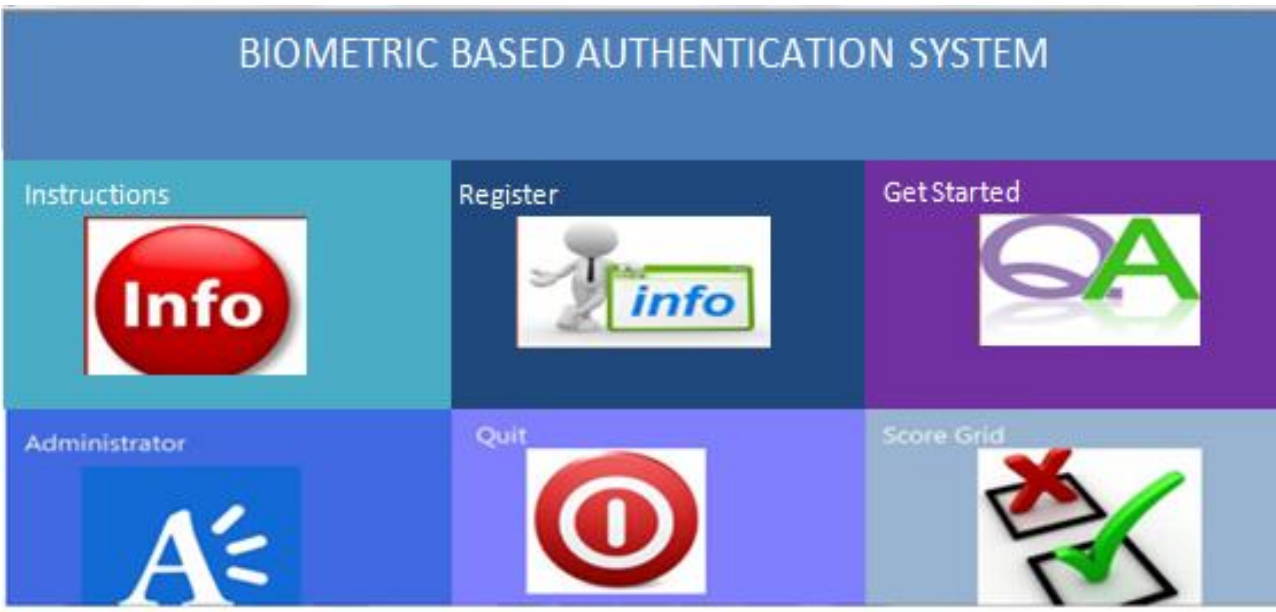 BIOMETRIC BASED AUTHENTICATION SYSTEM
Instructions
Register
Get Started
Info
info
QA
Administrator
Quit
Score Grid
A